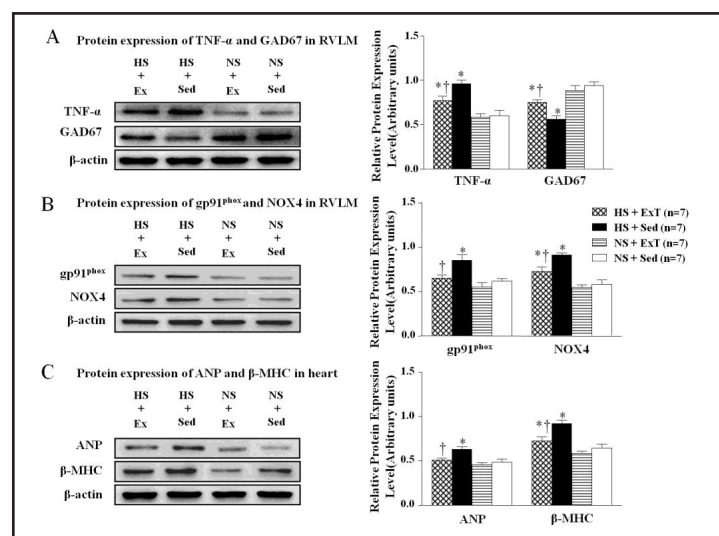 A Protein expression of TNF-α and GAD67 in RVLM
HS HS NS NS
+ + + +
Ex Sed Ex Sed
TNF-α
GAD67
β-actin
Relative Protein Expression
Level(Arbitrary units)
1.5
1.0
0.5
0.0
*† * *† *
TNF-α GAD67
B Protein expression of gp91phox and NOX4 in RVLM
HS HS NS NS
+ + + +
Ex Sed Ex Sed
gp91phox
NOX4
β-actin
HS + ExT (n=7)
HS + Sed (n=7)
NS + ExT (n=7)
NS + Sed (n=7)
Relative Protein Expression
Level(Arbitrary units)
1.5
1.0
0.5
0.0
† * *† *
gp91phox NOX4
C Protein expression of ANP and β-MHC in heart
HS HS NS NS
+ + + +
Ex Sed Ex Sed
ANP
β-MHC
β-actin
Relative Protein Expression
Level(Arbitrary units)
1.5
1.0
0.5
0.0
† * *† *
ANP β-MHC